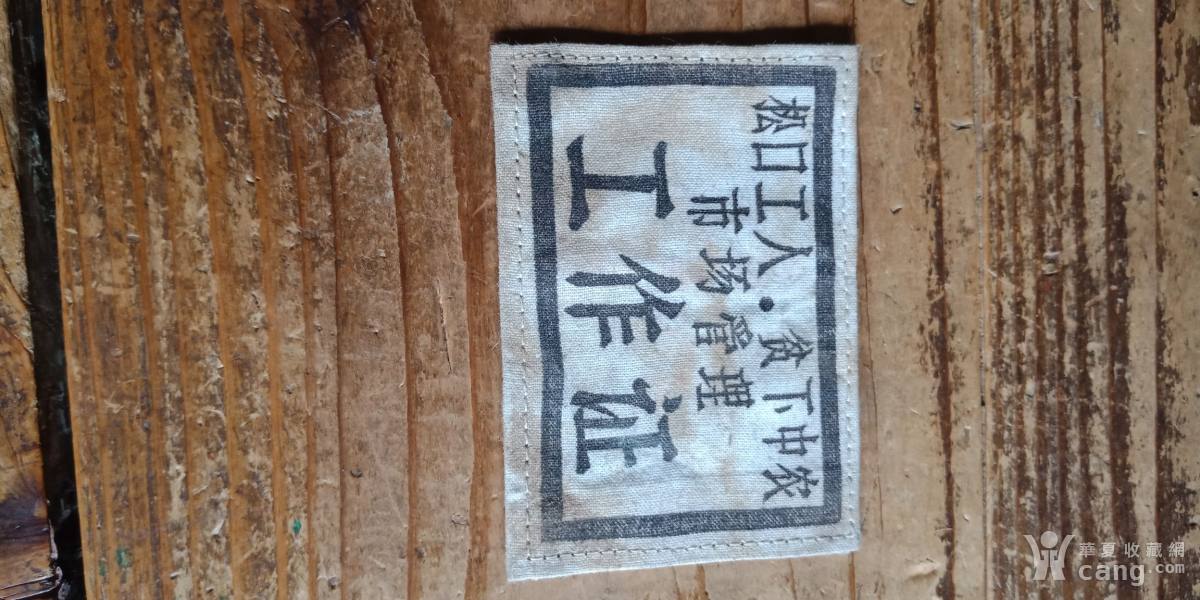 松口工人·贫下中农
市场管理
工作证
華夏收藏網
cang.com